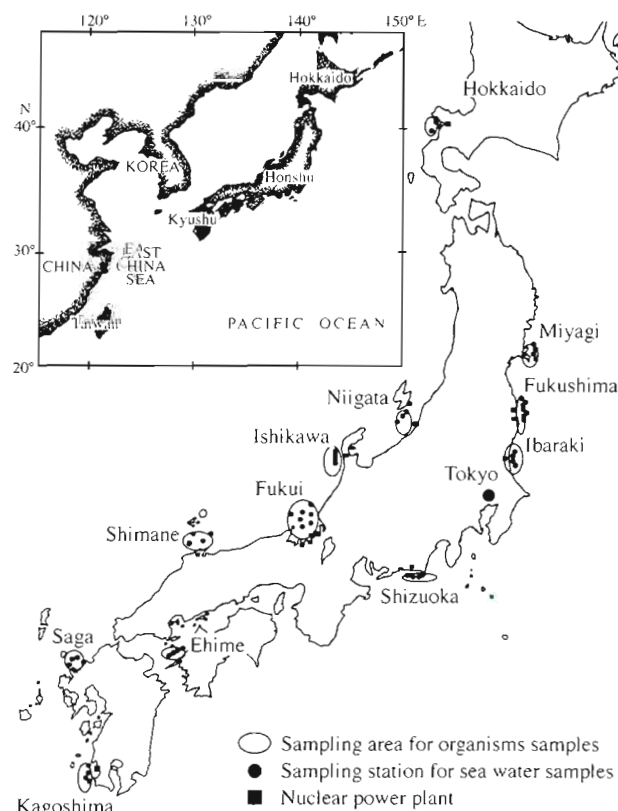 120° 130° 140° 150° E
N
40°
30°
20°
Hokkaido
KOREA
Honshu
Kyushu
CHINA
EAST
CHINA
SEA
Taiwan
PACIFIC OCEAN
Hokkaido
Miyagi
Niigata
Fukushima
Ishikawa
Ibaraki
Fukui
Tokyo
Shimane
Shizuoka
Saga
Ehime
Kagoshima
Sampling area for organisms samples
Sampling station for sea water samples
Nuclear power plant